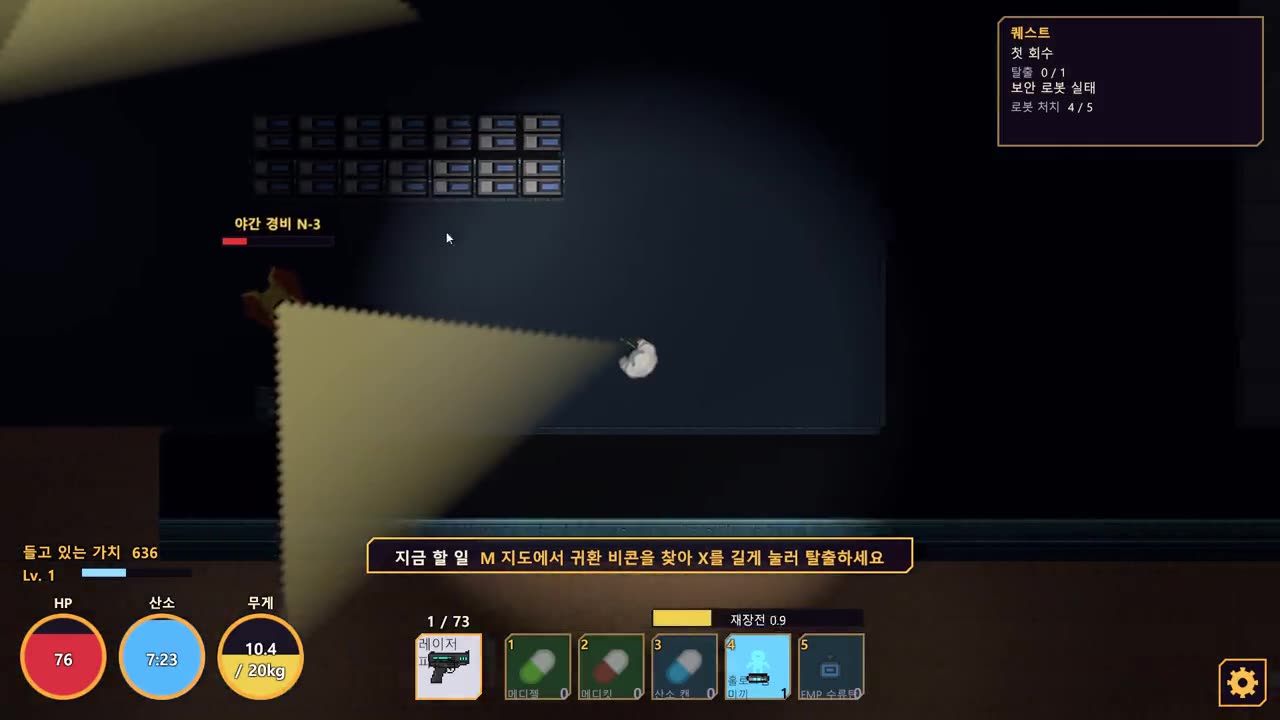 퀘스트
첫 회수
탈출 0 / 1
보안 로봇 실태
로봇 처치 4 / 5
야간 경비 N-3
지금 할 일 M 지도에서 귀환 비콘을 찾아 X를 길게 눌러 탈출하세요
들고 있는 가치 636
Lv. 1
HP
산소
무게
76
7:23
10.4
/ 20kg
1 / 73
재장전 0.9
레이저
1
메디젤
0
2
메디킷
0
3
산소 캔
0
4
홀로
미끼
1
5
EMP 수류탄
0